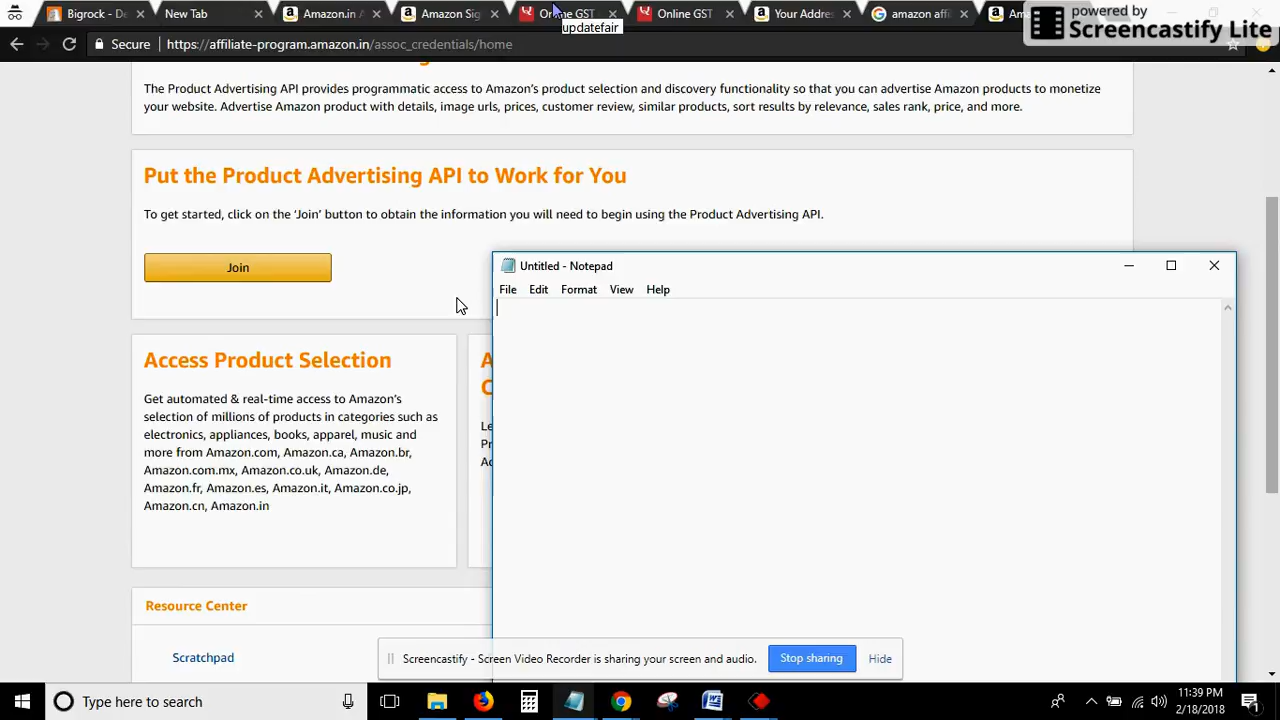 Bigrock - De
New Tab
Amazon.in A
Amazon Sig
Online GST
Online GST
Your Addre
amazon affi
Am
updatefair
powered by
Screencastify Lite
Secure
https://affiliate-program.amazon.in/assoc_credentials/home
The Product Advertising API provides programmatic access to Amazon's product selection and discovery functionality so that you can advertise Amazon products to monetize
your website. Advertise Amazon product with details, image urls, prices, customer review, similar products, sort results by relevance, sales rank, price, and more.
Put the Product Advertising API to Work for You
To get started, click on the 'Join' button to obtain the information you will need to begin using the Product Advertising API.
Join
Untitled - Notepad
File Edit Format View Help
Access Product Selection
Get automated & real-time access to Amazon's
selection of millions of products in categories such as
electronics, appliances, books, apparel, music and
more from Amazon.com, Amazon.ca, Amazon.br,
Amazon.com.mx, Amazon.co.uk, Amazon.de,
Amazon.fr, Amazon.es, Amazon.it, Amazon.co.jp,
Amazon.cn, Amazon.in
A
C
Le
Pr
Ad
Resource Center
Scratchpad
Screencastify - Screen Video Recorder is sharing your screen and audio.
Stop sharing
Hide
Type here to search
11:39 PM
2/18/2018